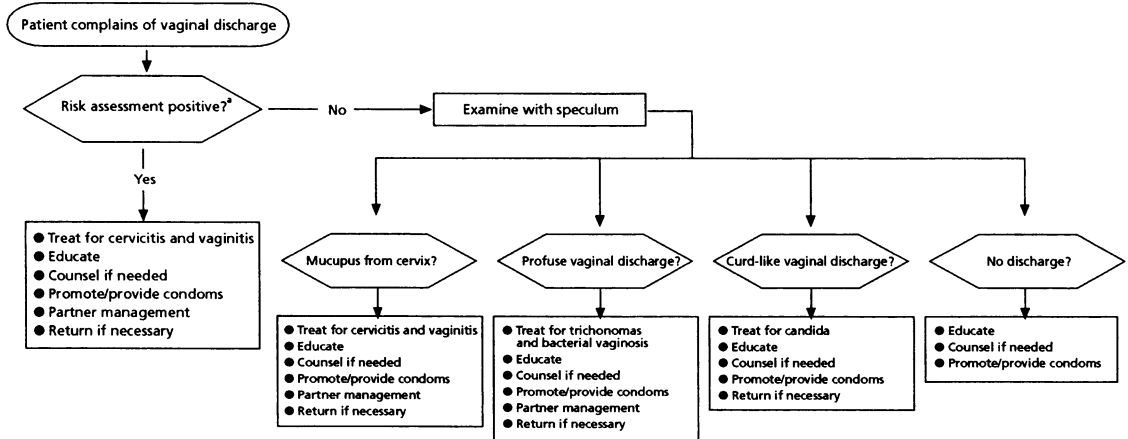 Patient complains of vaginal discharge
Risk assessment positive?ª
No
Examine with speculum
Yes
● Treat for cervicitis and vaginitis
● Educate
● Counsel if needed
● Promote/provide condoms
● Partner management
● Return if necessary
Mucupus from cervix?
● Treat for cervicitis and vaginitis
● Educate
● Counsel if needed
● Promote/provide condoms
● Partner management
● Return if necessary
Profuse vaginal discharge?
● Treat for trichonomas
and bacterial vaginosis
● Educate
● Counsel if needed
● Promote/provide condoms
● Partner management
● Return if necessary
Curd-like vaginal discharge?
● Treat for candida
● Educate
● Counsel if needed
● Promote/provide condoms
● Return if necessary
No discharge?
● Educate
● Counsel if needed
● Promote/provide condoms